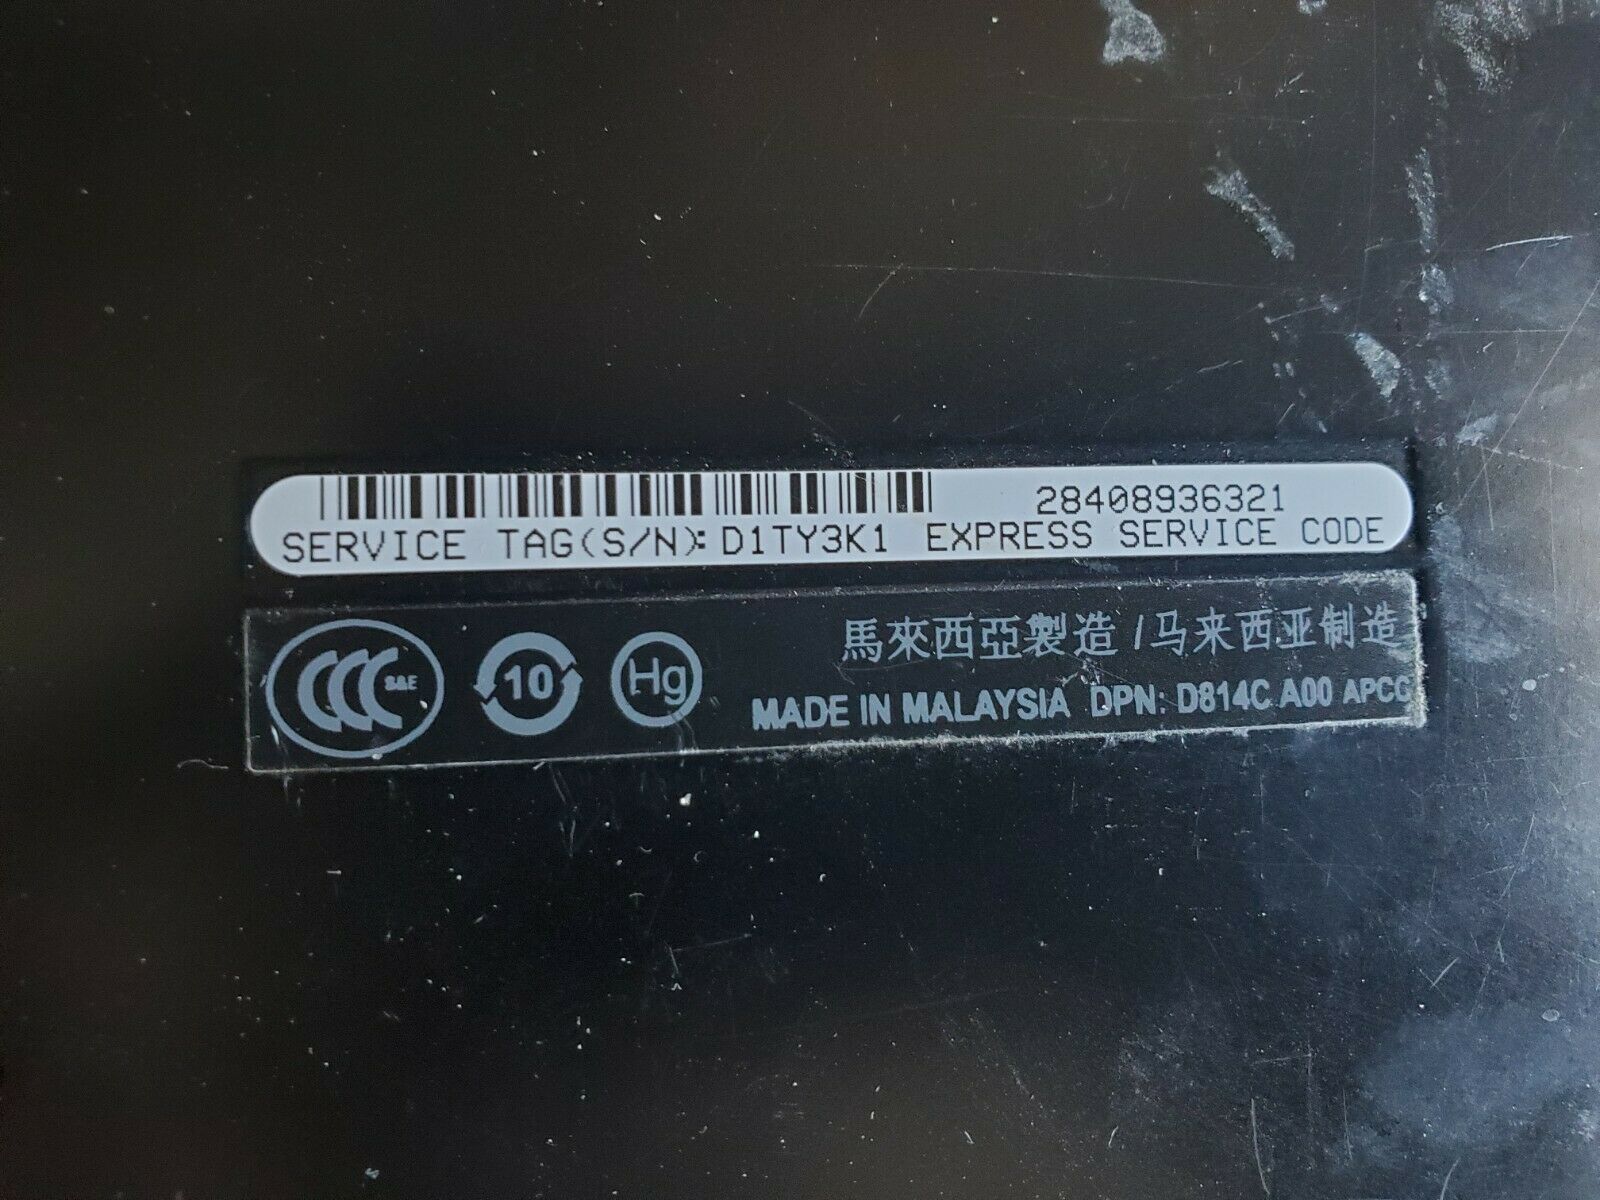 28408936321
SERVICE TAG(S/N): D1TY3K1 EXPRESS SERVICE CODE
CCC S&E 10 Hg
馬來西亞製造 / 马来西亚制造
MADE IN MALAYSIA DPN: D814C A00 APCC